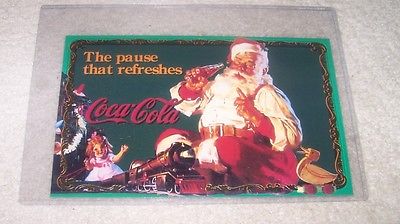 The pause
that refreshes
Coca-Cola